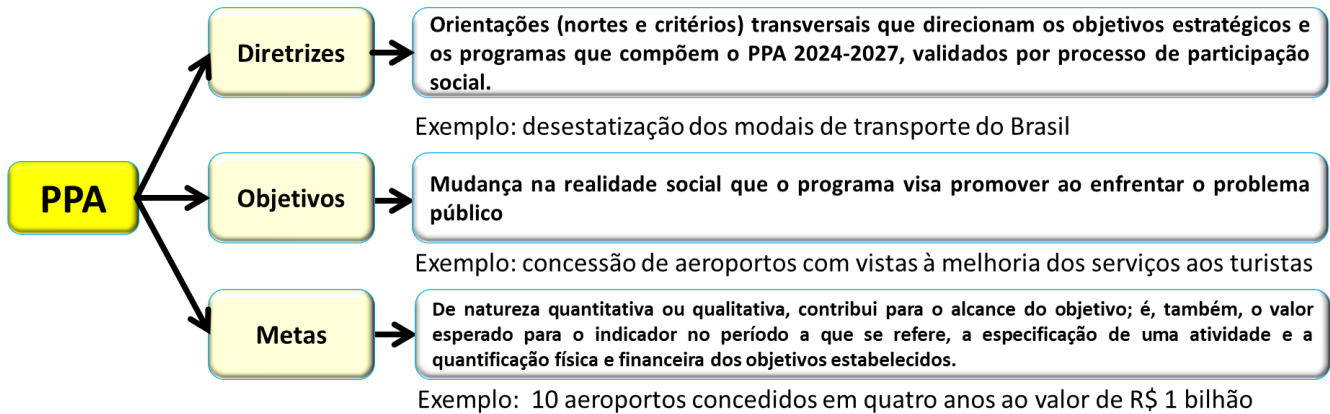 Diretrizes
Orientações (nortes e critérios) transversais que direcionam os objetivos estratégicos e
os programas que compõem o PPA 2024-2027, validados por processo de participação
social.
Exemplo: desestatização dos modais de transporte do Brasil
PPA
Objetivos
Mudança na realidade social que o programa visa promover ao enfrentar o problema
público
Exemplo: concessão de aeroportos com vistas à melhoria dos serviços aos turistas
Metas
De natureza quantitativa ou qualitativa, contribui para o alcance do objetivo; é, também, o valor
esperado para o indicador no período a que se refere, a especificação de uma atividade e a
quantificação física e financeira dos objetivos estabelecidos.
Exemplo: 10 aeroportos concedidos em quatro anos ao valor de R$ 1 bilhão